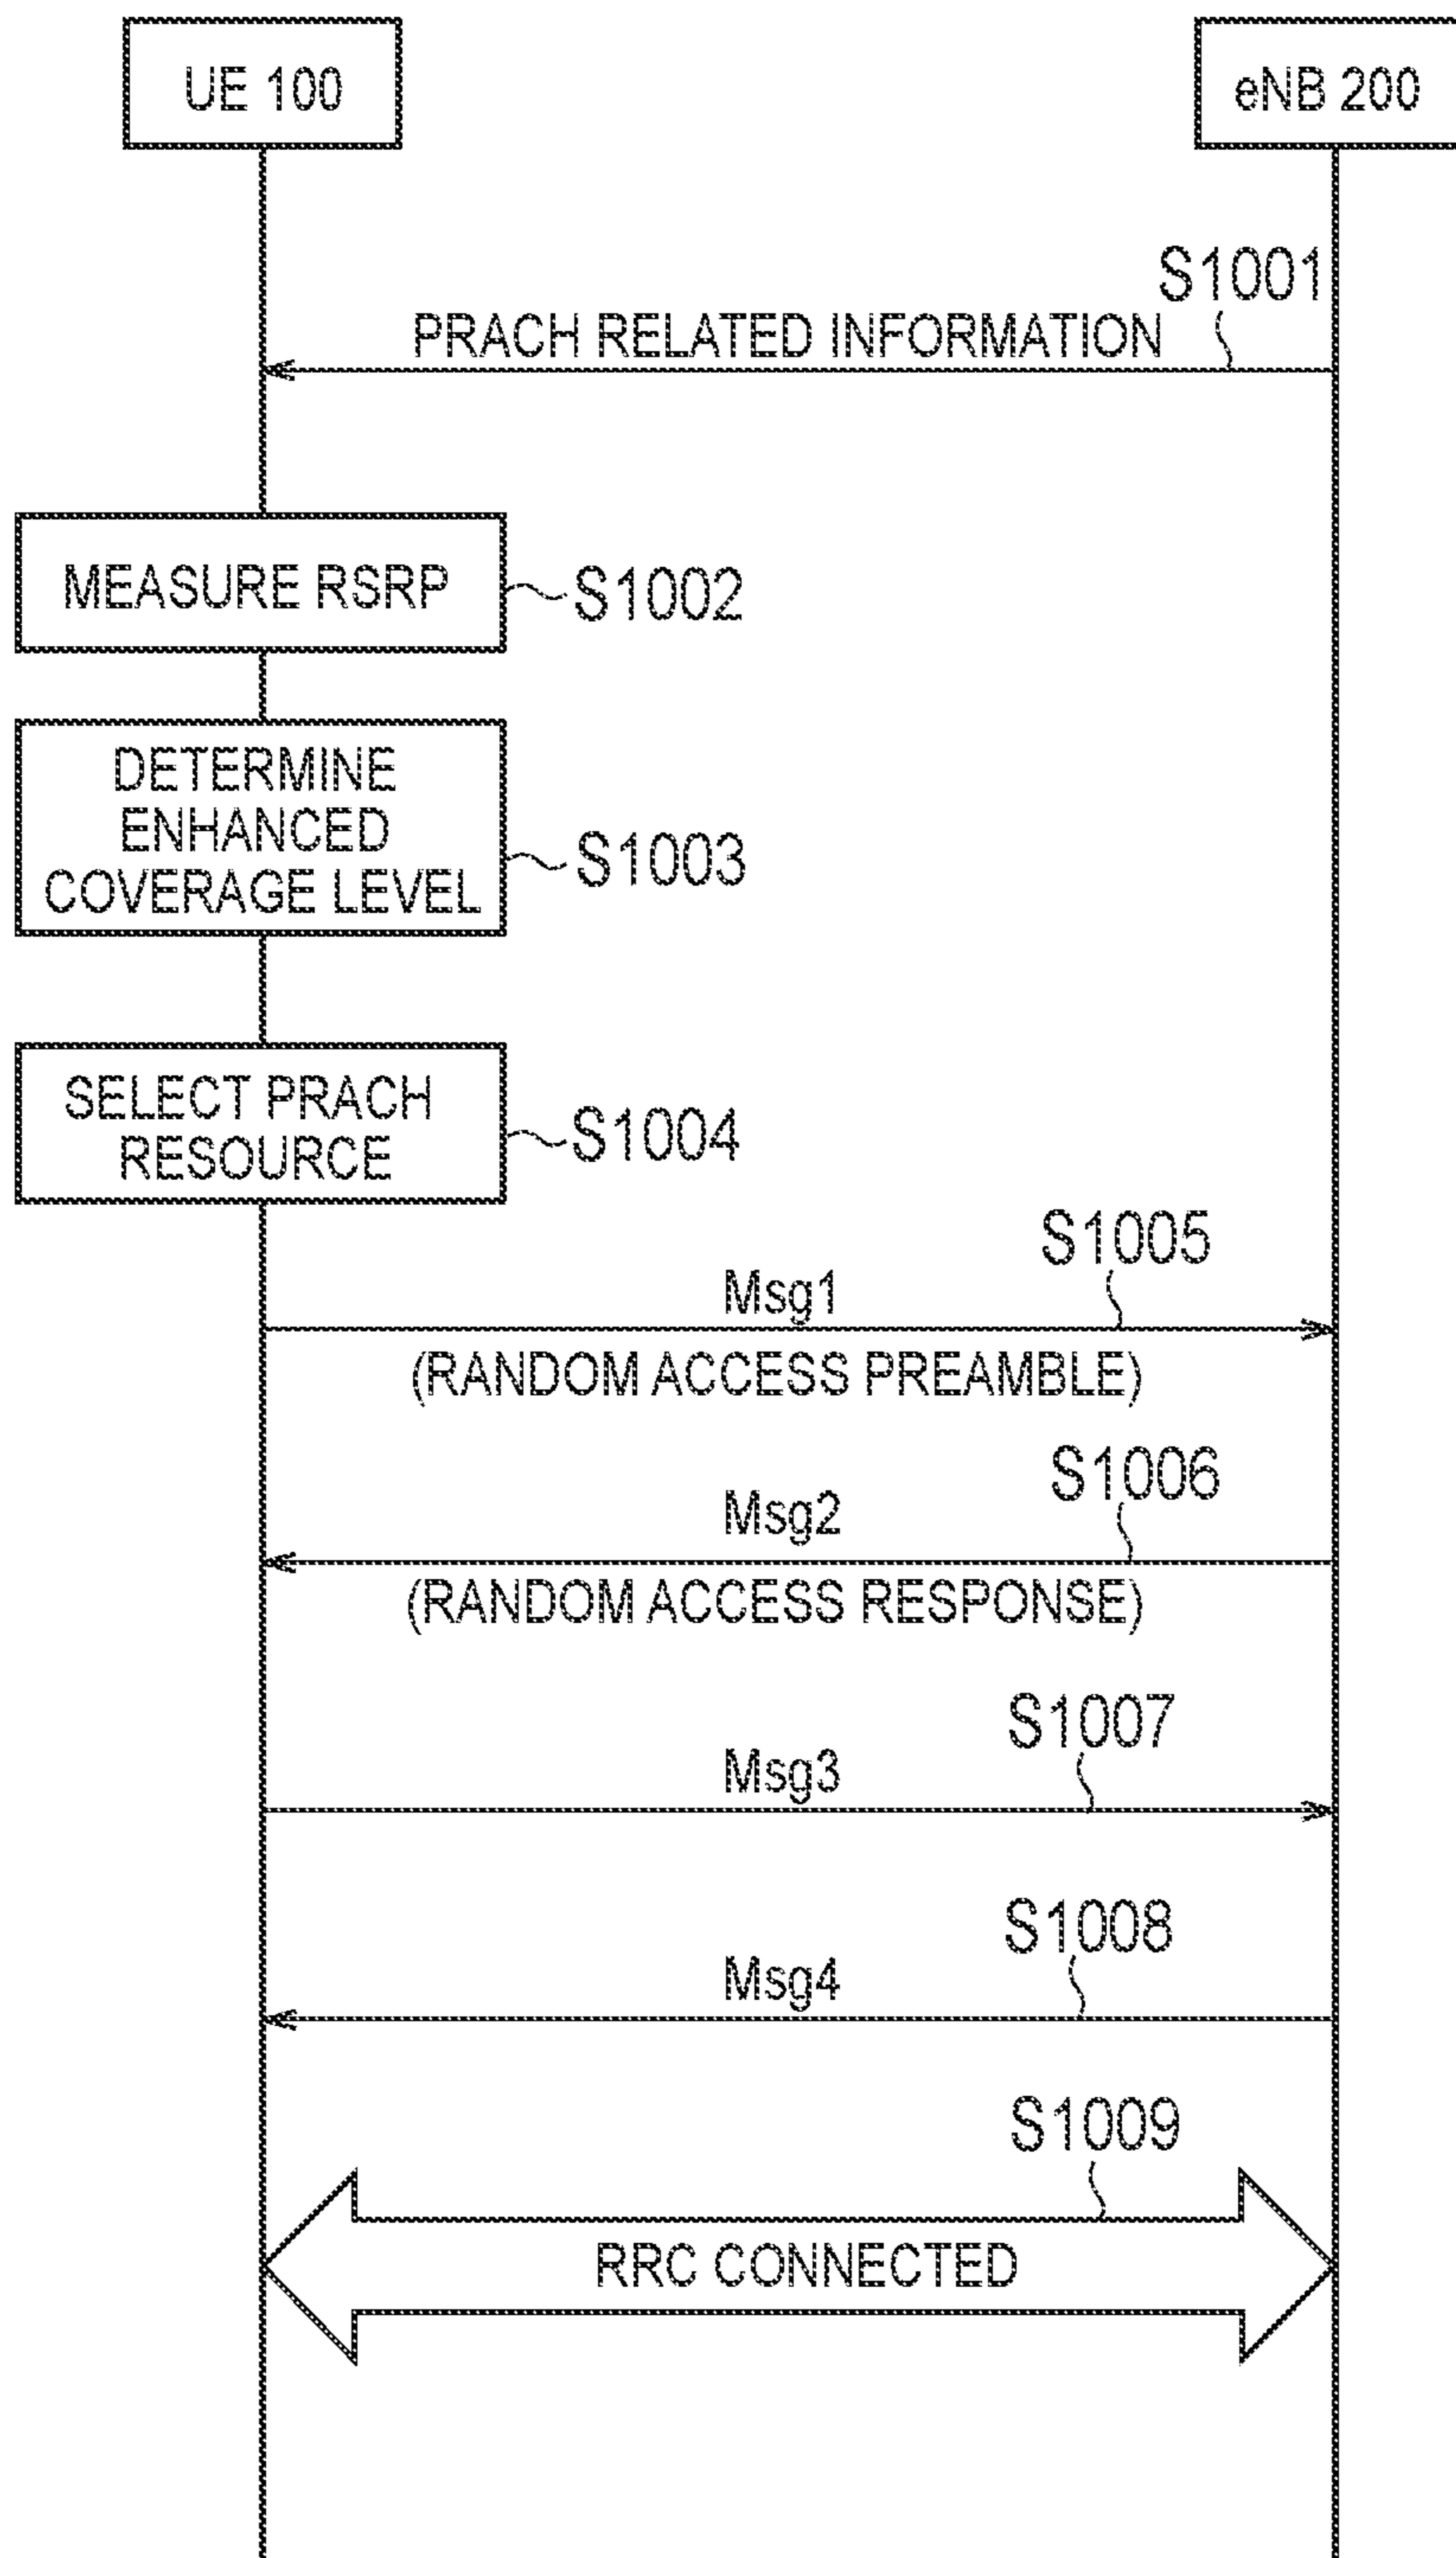 UE 100
eNB 200
S1001
PRACH RELATED INFORMATION
MEASURE RSRP
S1002
DETERMINE
ENHANCED
COVERAGE LEVEL
S1003
SELECT PRACH
RESOURCE
S1004
S1005
Msg1
(RANDOM ACCESS PREAMBLE)
S1006
Msg2
(RANDOM ACCESS RESPONSE)
S1007
Msg3
S1008
Msg4
S1009
RRC CONNECTED